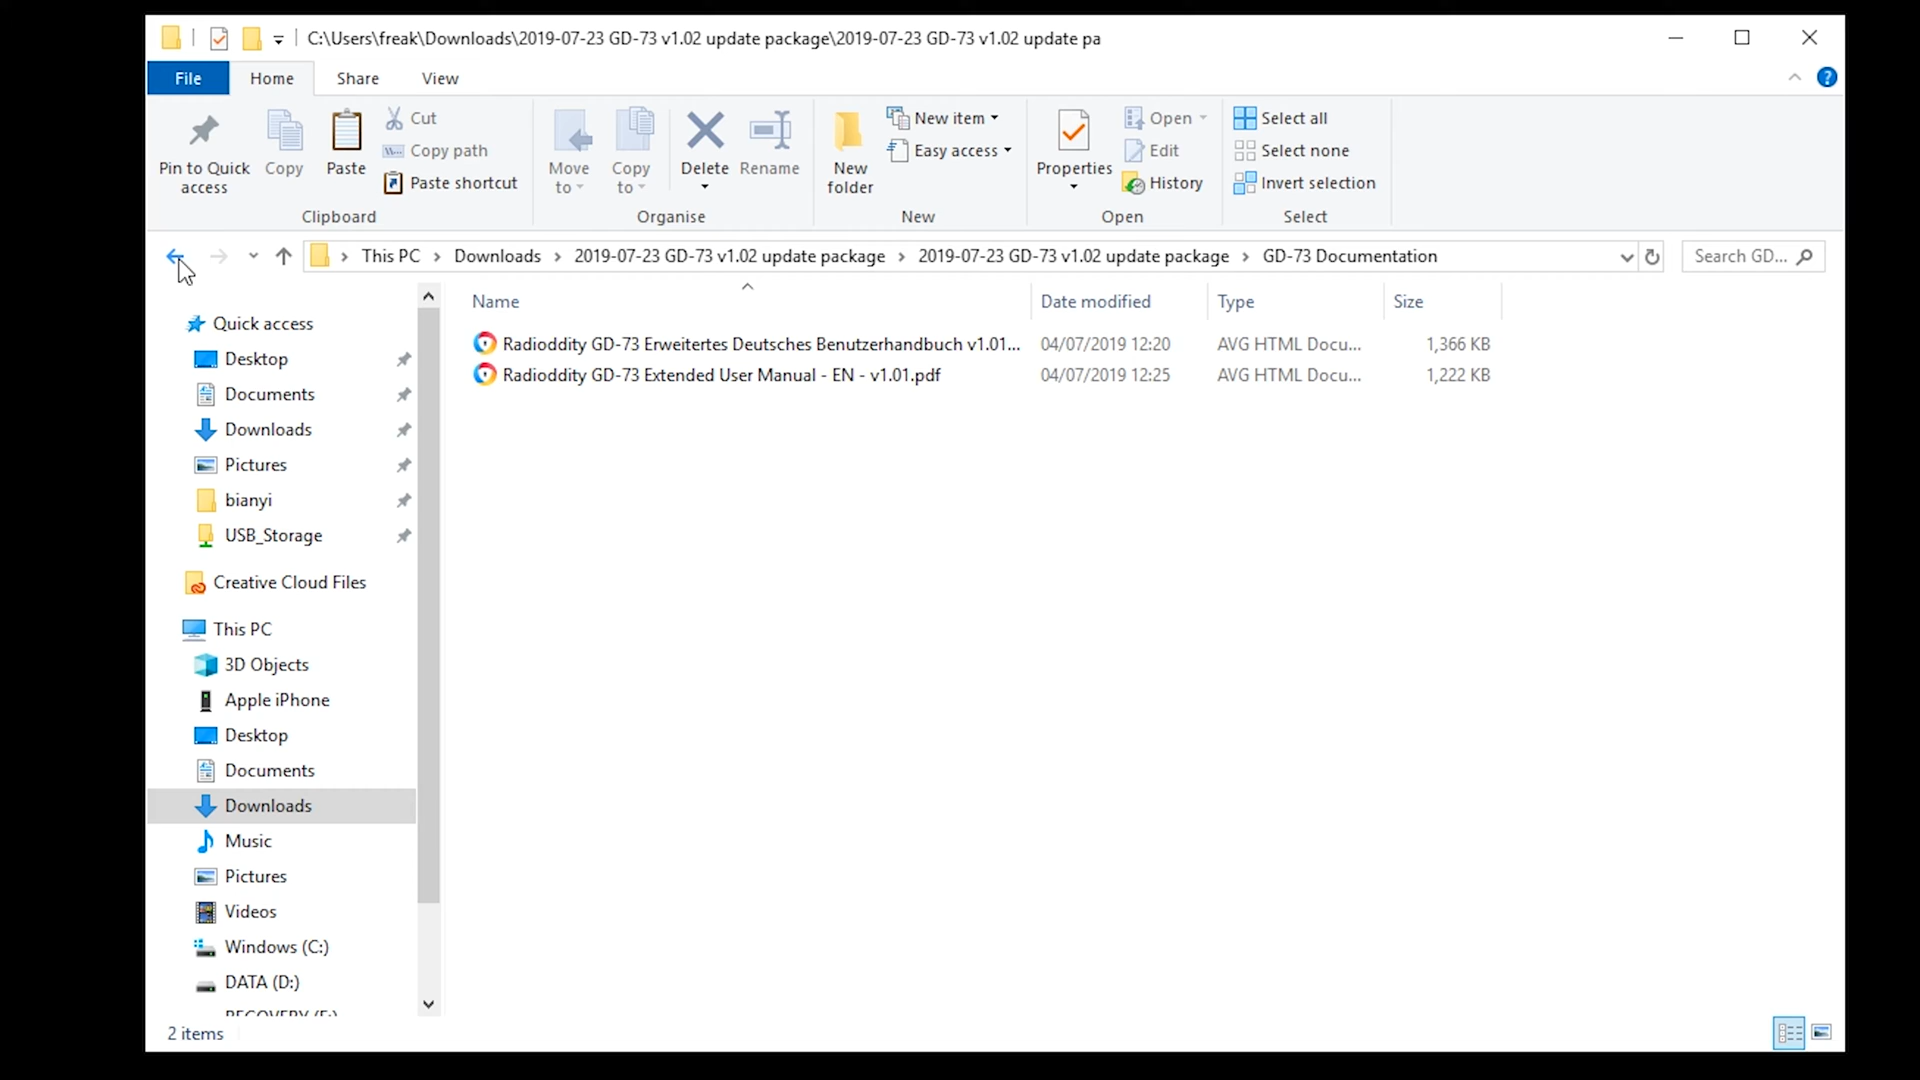 C:\Users\freak\Downloads\2019-07-23 GD-73 v1.02 update package\2019-07-23 GD-73 v1.02 update pa
File Home Share View
Pin to Quick access
Copy
Paste
Cut
Copy path
Paste shortcut
Clipboard
Move to
Copy to
Delete
Rename
Organise
New folder
New item
Easy access
New
Properties
Open
Edit
History
Open
Select all
Select none
Invert selection
Select
This PC > Downloads > 2019-07-23 GD-73 v1.02 update package > 2019-07-23 GD-73 v1.02 update package > GD-73 Documentation
Search GD...
Quick access
Desktop
Documents
Downloads
Pictures
bianyi
USB_Storage
Creative Cloud Files
This PC
3D Objects
Apple iPhone
Desktop
Documents
Downloads
Music
Pictures
Videos
Windows (C:)
DATA (D:)
Name Date modified Type Size
Radioddity GD-73 Erweitertes Deutsches Benutzerhandbuch v1.01... 04/07/2019 12:20 AVG HTML Docu... 1,366 KB
Radioddity GD-73 Extended User Manual - EN - v1.01.pdf 04/07/2019 12:25 AVG HTML Docu... 1,222 KB
2 items